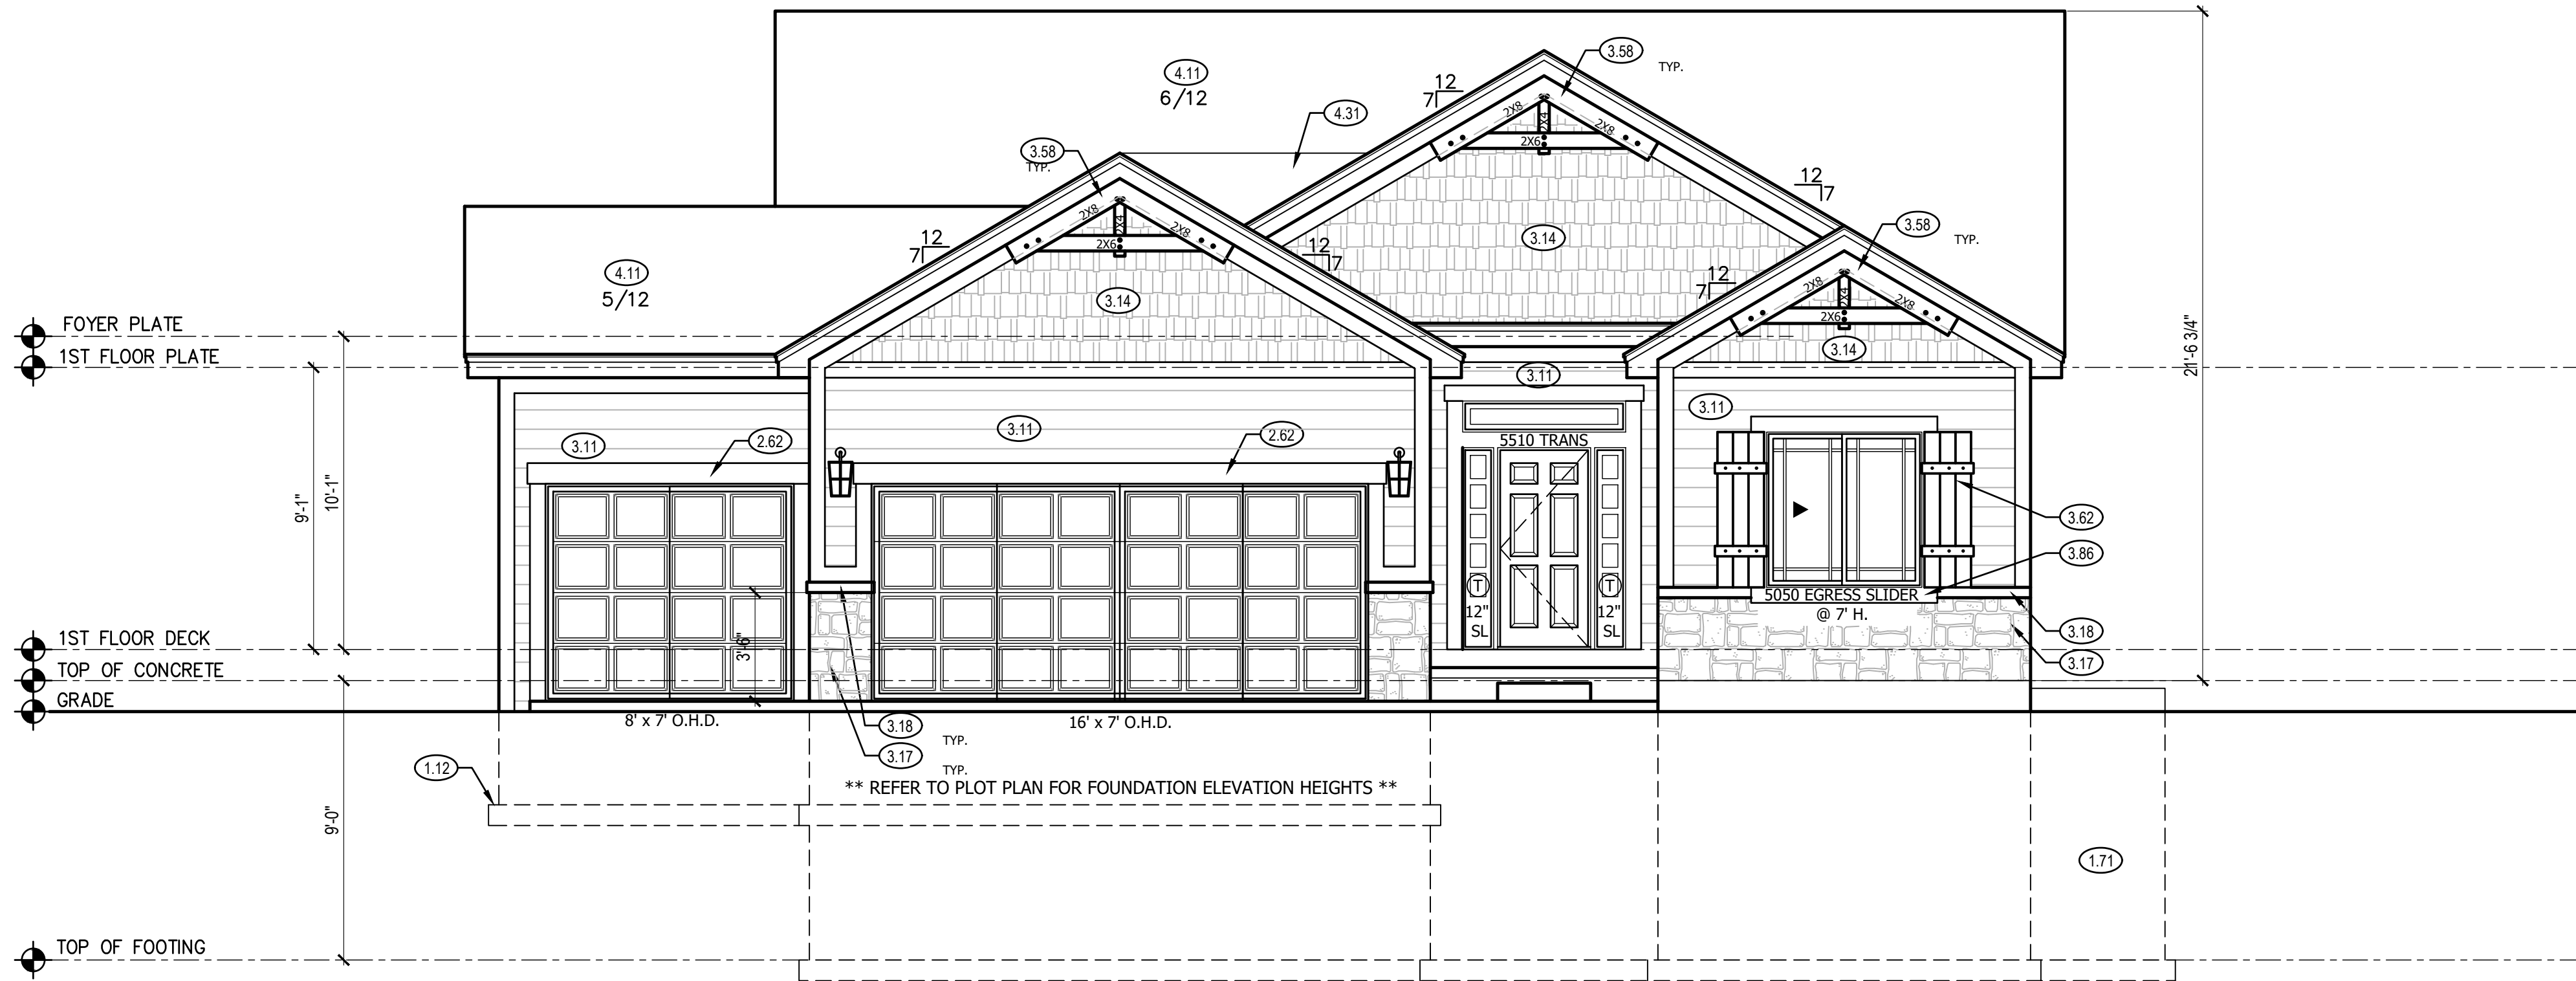 3.58
TYP.
4.11
6/12
12
7
4.31
2X8
2X4
2X8
2X6
3.58
TYP.
12
7
3.58
TYP.
2X8
2X4
2X8
2X6
12
7
12
7
3.14
4.11
5/12
12
7
2X8
2X4
2X8
2X6
3.14
3.14
FOYER PLATE
1ST FLOOR PLATE
21'-6 3/4"
3.11
3.11
3.11
3.11
2.62
2.62
5510 TRANS
9'-1"
10'-1"
3.62
3.86
T
12"
SL
T
12"
SL
5050 EGRESS SLIDER
@ 7' H.
3.18
3.17
3'-6"
1ST FLOOR DECK
TOP OF CONCRETE
GRADE
8' x 7' O.H.D.
16' x 7' O.H.D.
3.18
TYP.
3.17
TYP.
1.12
** REFER TO PLOT PLAN FOR FOUNDATION ELEVATION HEIGHTS **
9'-0"
1.71
TOP OF FOOTING